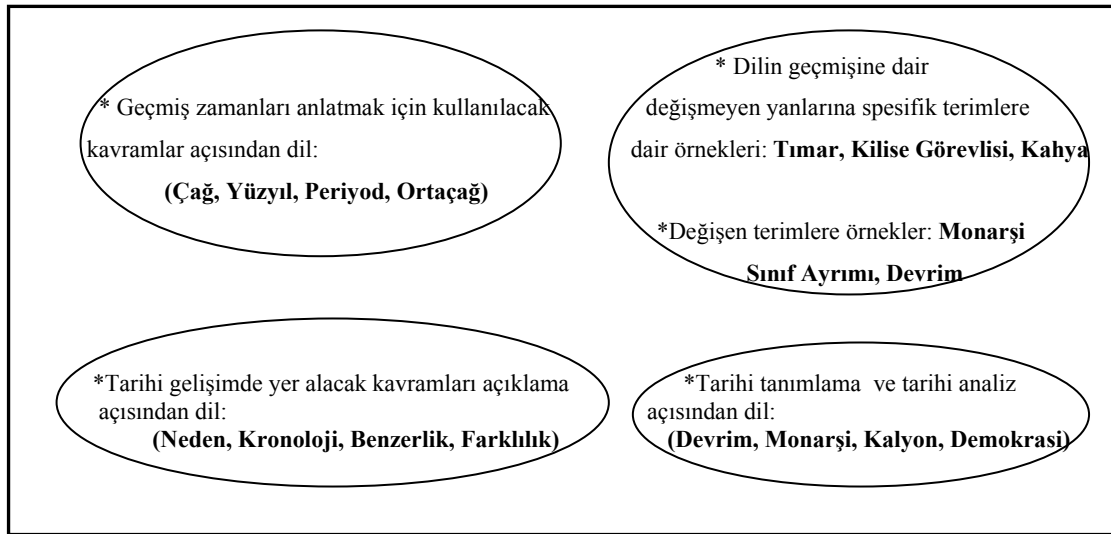 * Geçmiş zamanları anlatmak için kullanılacak
kavramlar açısından dil:
(Çağ, Yüzyıl, Periyod, Ortaçağ)
* Dilin geçmişine dair
değişmeyen yanlarına spesifik terimlere
dair örnekleri: Tımar, Kilise Görevlisi, Kahya
*Değişen terimlere örnekler: Monarşi
Sınıf Ayrımı, Devrim
*Tarihi gelişimde yer alacak kavramları açıklama
açısından dil:
(Neden, Kronoloji, Benzerlik, Farklılık)
*Tarihi tanımlama ve tarihi analiz
açısından dil:
(Devrim, Monarşi, Kalyon, Demokrasi)